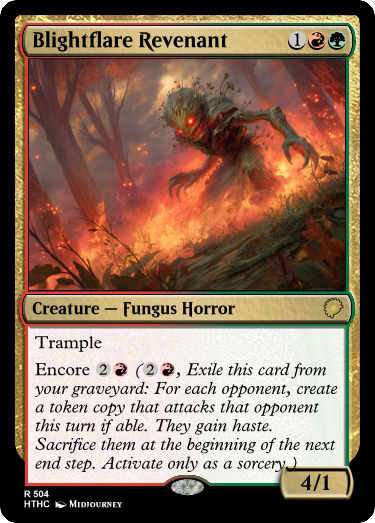 Blightflare Revenant 1
Creature — Fungus Horror
Trample
Encore 2 ( 2 , Exile this card from
your graveyard: For each opponent, create
a token copy that attacks that opponent
this turn if able. They gain haste.
Sacrifice them at the beginning of the next
end step. Activate only as a sorcery.)
4/1
R 504
HTHC Midjourney